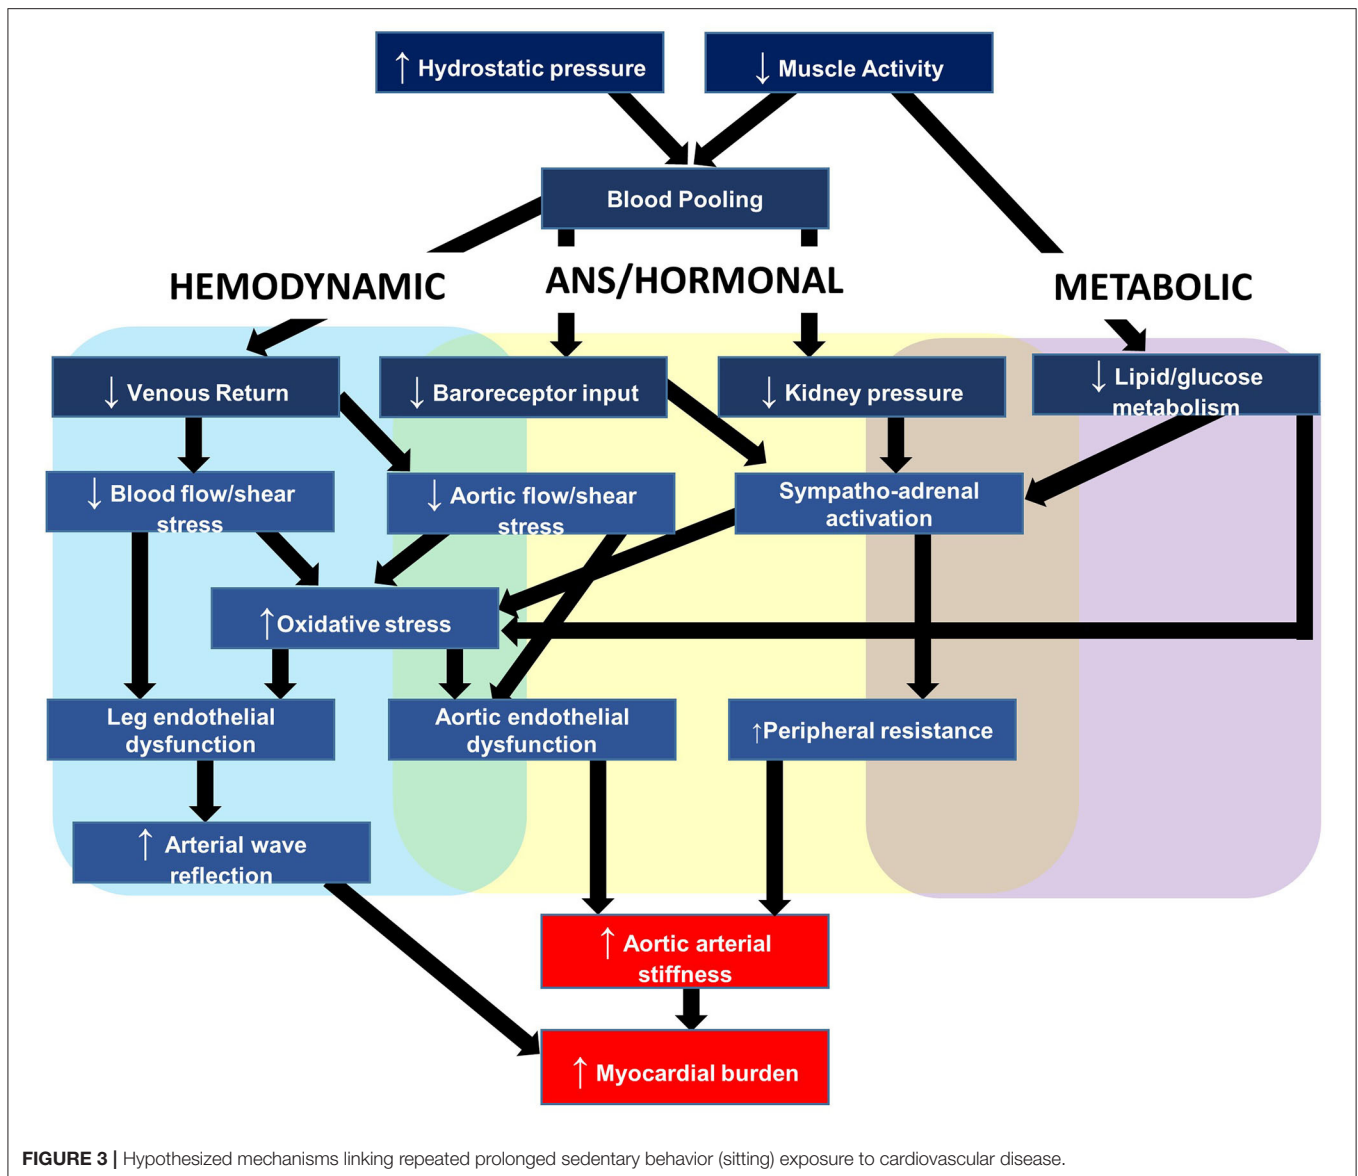 ↑ Hydrostatic pressure
↓ Muscle Activity
Blood Pooling
HEMODYNAMIC
ANS/HORMONAL
METABOLIC
↓ Venous Return
↓ Baroreceptor input
↓ Kidney pressure
↓ Lipid/glucose
metabolism
↓ Blood flow/shear
stress
↓ Aortic flow/shear
stress
Sympatho-adrenal
activation
↑Oxidative stress
Leg endothelial
dysfunction
Aortic endothelial
dysfunction
↑Peripheral resistance
↑ Arterial wave
reflection
↑ Aortic arterial
stiffness
↑ Myocardial burden
FIGURE 3 | Hypothesized mechanisms linking repeated prolonged sedentary behavior (sitting) exposure to cardiovascular disease.